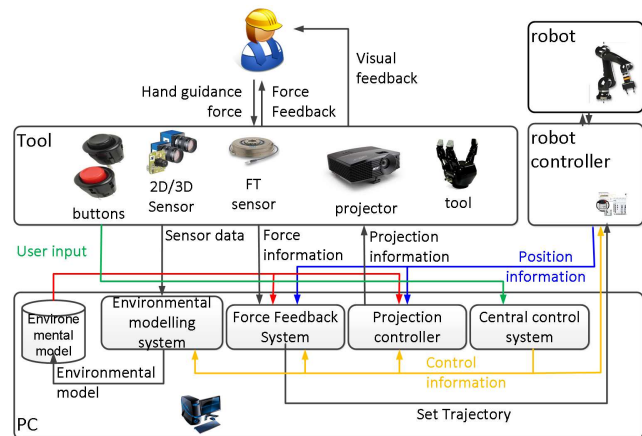 robot
Visual
feedback
Hand guidance
force
Force
Feedback
Tool
robot
controller
buttons
2D/3D
Sensor
FT
sensor
projector
tool
User input
Sensor data
Force
information
Projection
information
Position
information
Environe
mental
model
Environmental
modelling
system
Force Feedback
System
Projection
controller
Central control
system
Environmental
model
Control
information
Set Trajectory
PC